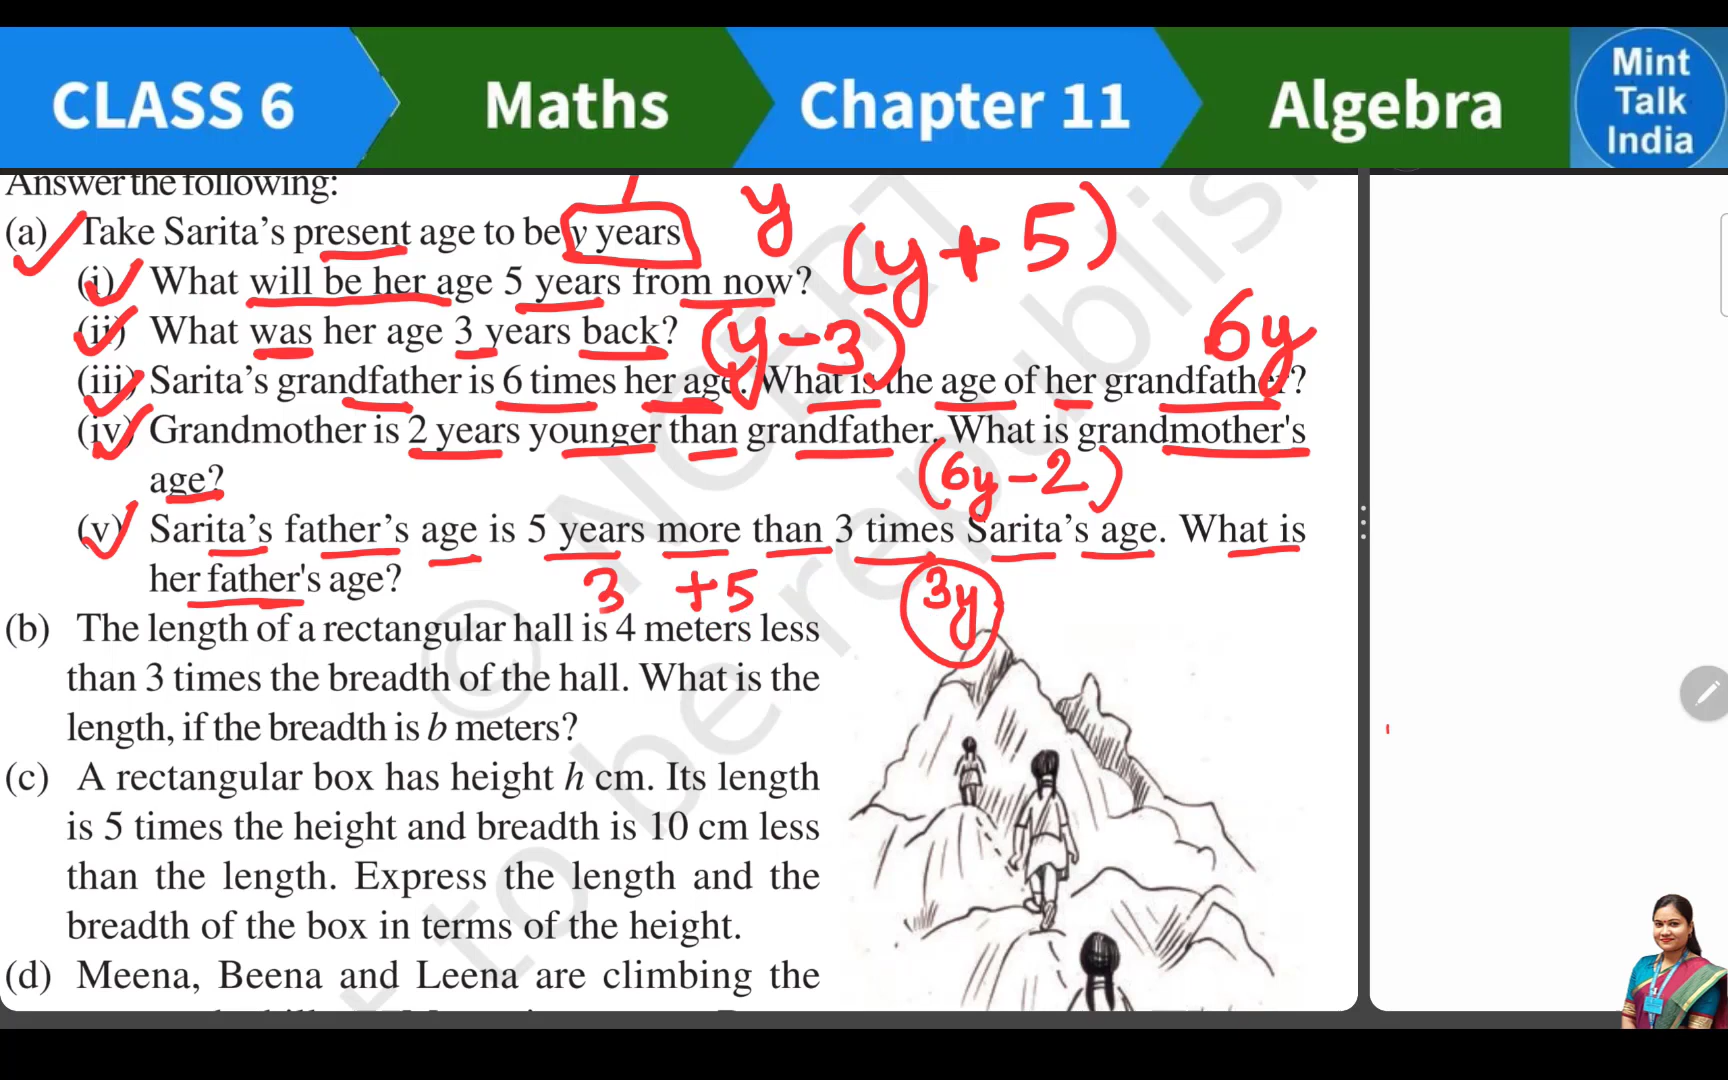 CLASS 6 Maths Chapter 11 Algebra Mint Talk India
Answer the following:
(a) Take Sarita's present age to be y years y
(y + 5)
(i) What will be her age 5 years from now?
(ii) What was her age 3 years back? (y - 3) 6y
(iii) Sarita's grandfather is 6 times her age. What is the age of her grandfather?
(iv) Grandmother is 2 years younger than grandfather. What is grandmother's
age? (6y - 2)
(v) Sarita's father's age is 5 years more than 3 times Sarita's age. What is
her father's age? 3 +5 3y
(b) The length of a rectangular hall is 4 meters less
than 3 times the breadth of the hall. What is the
length, if the breadth is b meters?
(c) A rectangular box has height h cm. Its length
is 5 times the height and breadth is 10 cm less
than the length. Express the length and the
breadth of the box in terms of the height.
(d) Meena, Beena and Leena are climbing the
© NCERT
to be republis